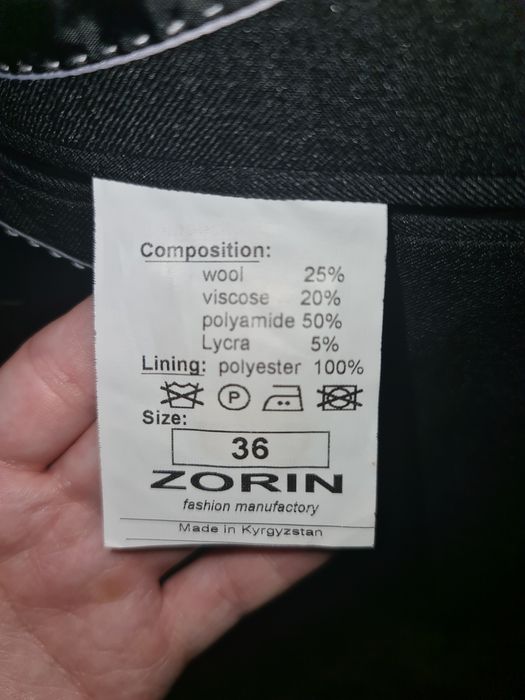 Composition:
wool 25%
viscose 20%
polyamide 50%
Lycra 5%
Lining: polyester 100%
P
Size:
36
ZORIN
fashion manufactory
Made in Kyrgyzstan